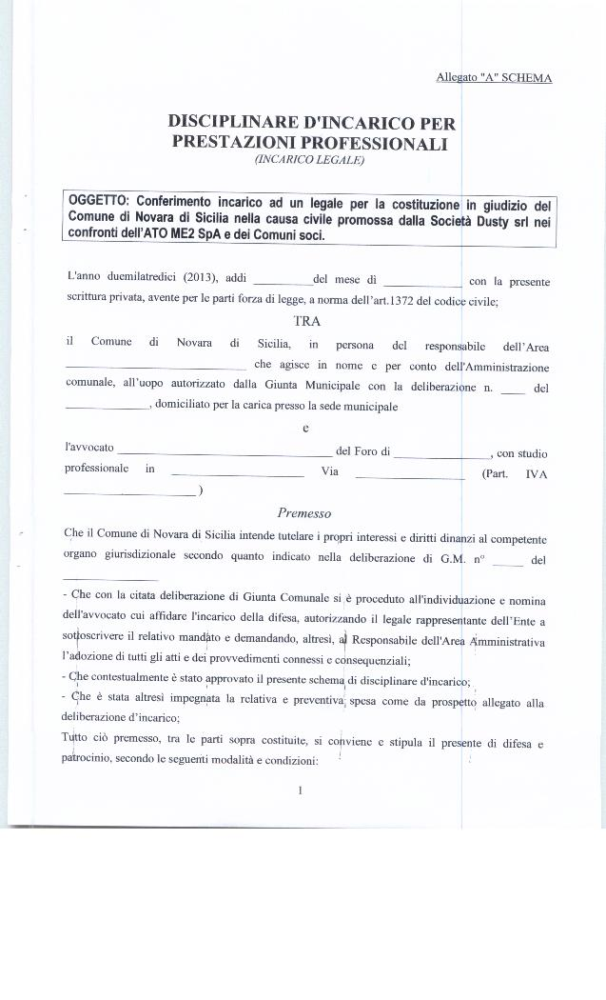 Allegato "A" SCHEMA
DISCIPLINARE D'INCARICO PER
PRESTAZIONI PROFESSIONALI
(INCARICO LEGALE)
OGGETTO: Conferimento incarico ad un legale per la costituzione in giudizio del
Comune di Novara di Sicilia nella causa civile promossa dalla Società Dusty srl nei
confronti dell'ATO ME2 SpA e dei Comuni soci.
L'anno duemilatredici (2013), addì __________del mese di _____________ con la presente
scrittura privata, avente per le parti forza di legge, a norma dell'art.1372 del codice civile;
TRA
il Comune di Novara di Sicilia, in persona del responsabile dell'Area
______________________________ che agisce in nome e per conto dell'Amministrazione
comunale, all'uopo autorizzato dalla Giunta Municipale con la deliberazione n. ____ del
______________, domiciliato per la carica presso la sede municipale
e
l'avvocato ____________________________________ del Foro di ________________, con studio
professionale in ______________________ Via __________________ (Part. IVA
______________________)
Premesso
Che il Comune di Novara di Sicilia intende tutelare i propri interessi e diritti dinanzi al competente
organo giurisdizionale secondo quanto indicato nella deliberazione di G.M. n° _____ del
________________
- Che con la citata deliberazione di Giunta Comunale si è proceduto all'individuazione e nomina
dell'avvocato cui affidare l'incarico della difesa, autorizzando il legale rappresentante dell'Ente a
sottoscrivere il relativo mandato e demandando, altresì, al Responsabile dell'Area Amministrativa
l'adozione di tutti gli atti e dei provvedimenti connessi e consequenziali;
- Che contestualmente è stato approvato il presente schema di disciplinare d'incarico;
- Che è stata altresì impegnata la relativa e preventiva spesa come da prospetto allegato alla
deliberazione d'incarico;
Tutto ciò premesso, tra le parti sopra costituite, si conviene e stipula il presente di difesa e
patrocinio, secondo le seguenti modalità e condizioni:
1